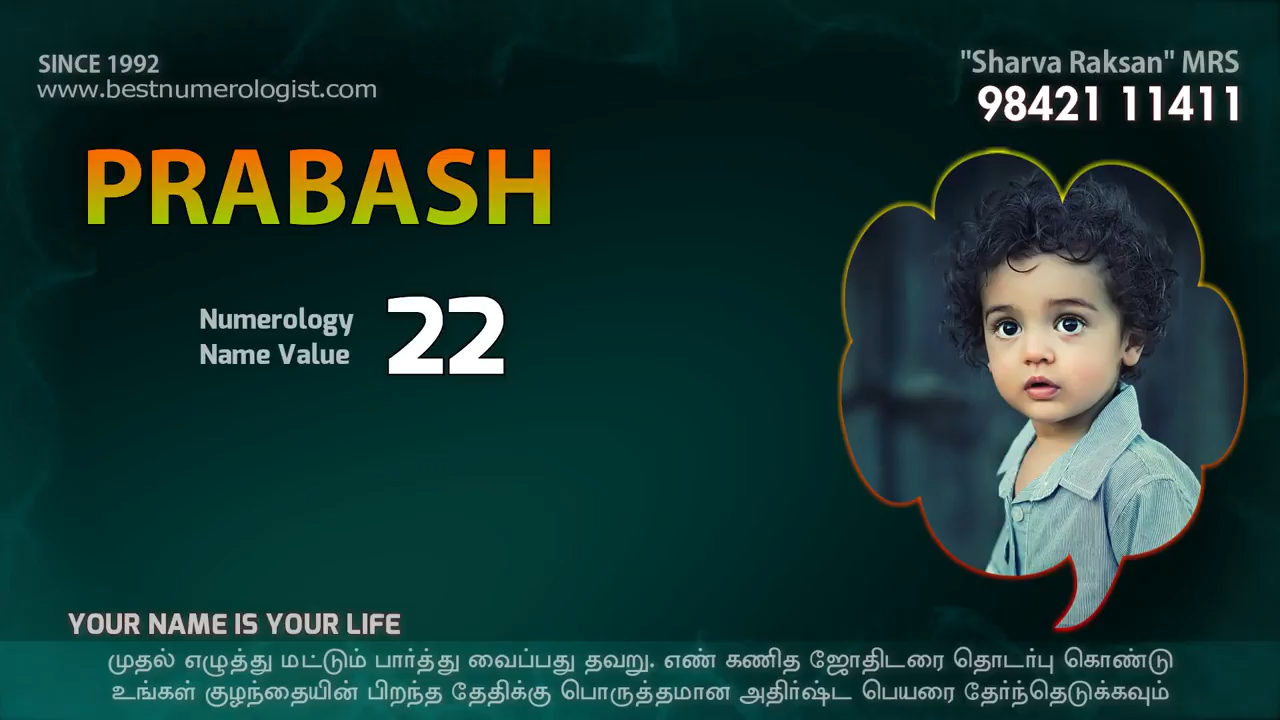 SINCE 1992
www.bestnumerologist.com
"Sharva Raksan" MRS
98421 11411
PRABASH
Numerology
Name Value
22
YOUR NAME IS YOUR LIFE
முதல் எழுத்து மட்டும் பார்த்து வைப்பது தவறு. எண் கணித ஜோதிடரை தொடர்பு கொண்டு
உங்கள் குழந்தையின் பிறந்த தேதிக்கு பொருத்தமான அதிர்ஷ்ட பெயரை தேர்ந்தெடுக்கவும்